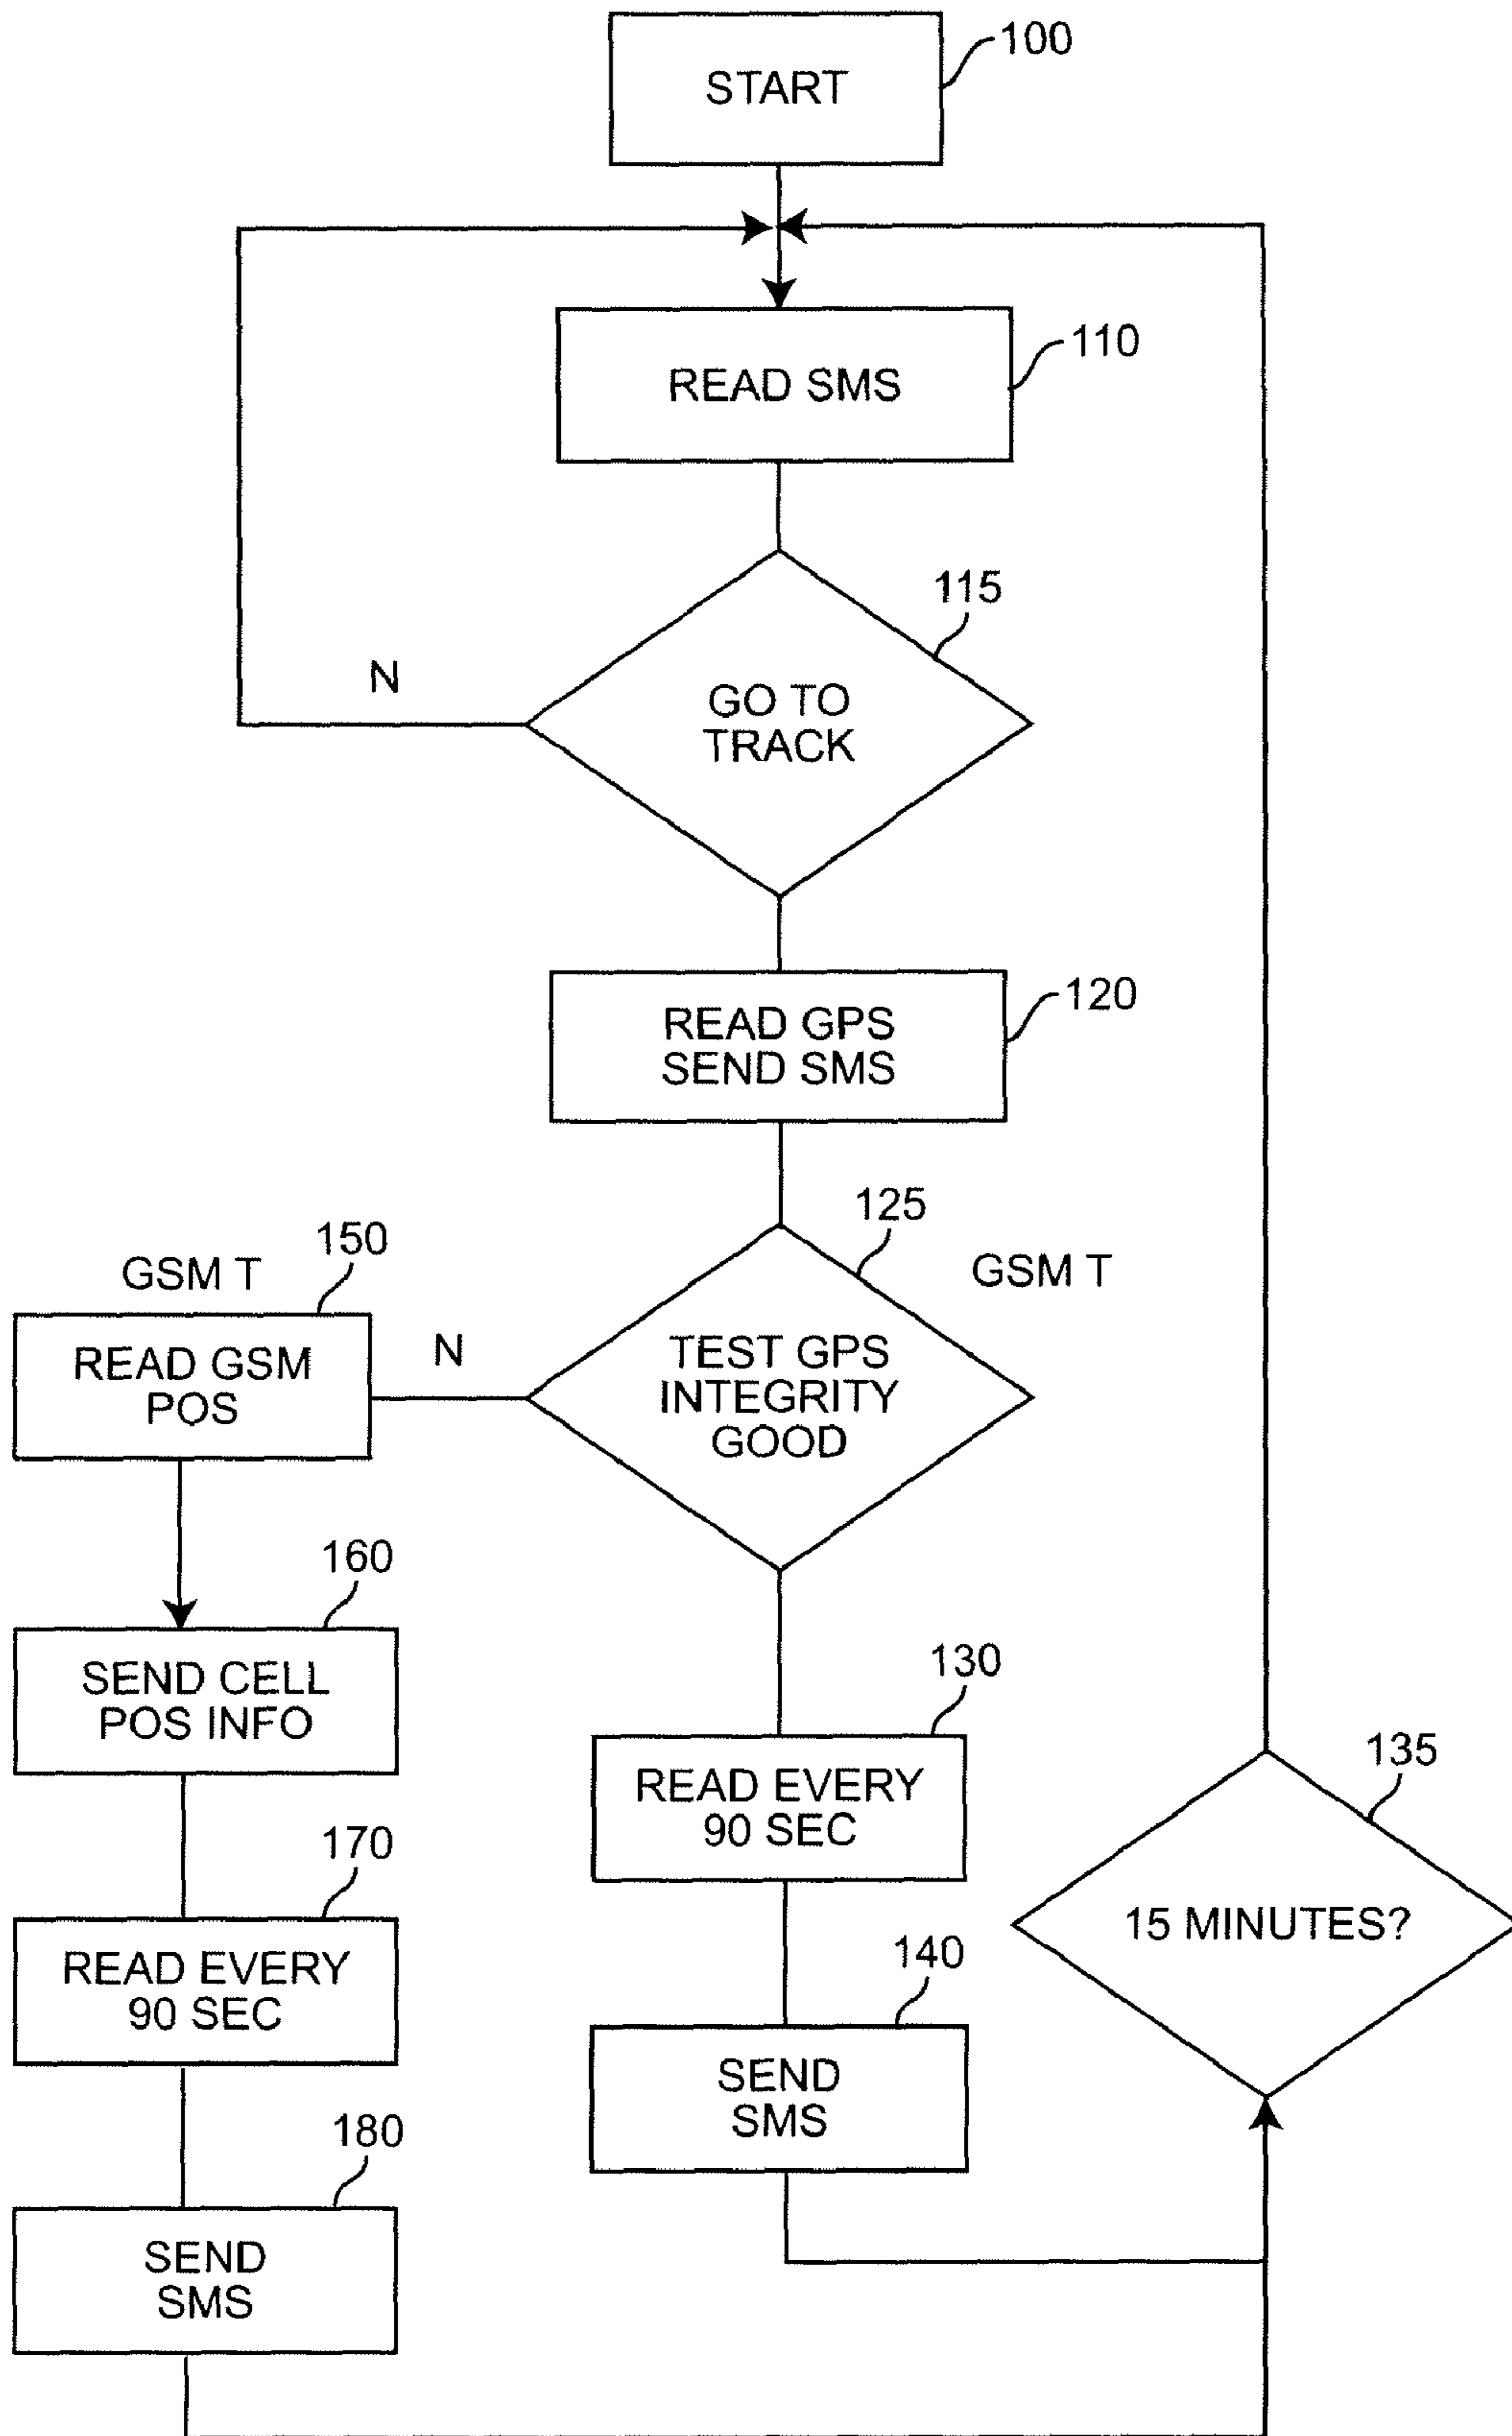 100
START
110
READ SMS
115
N
GO TO
TRACK
120
READ GPS
SEND SMS
125
150
GSM T
GSM T
READ GSM
POS
N
TEST GPS
INTEGRITY
GOOD
160
SEND CELL
POS INFO
130
READ EVERY
90 SEC
135
15 MINUTES?
170
READ EVERY
90 SEC
140
SEND
SMS
180
SEND
SMS